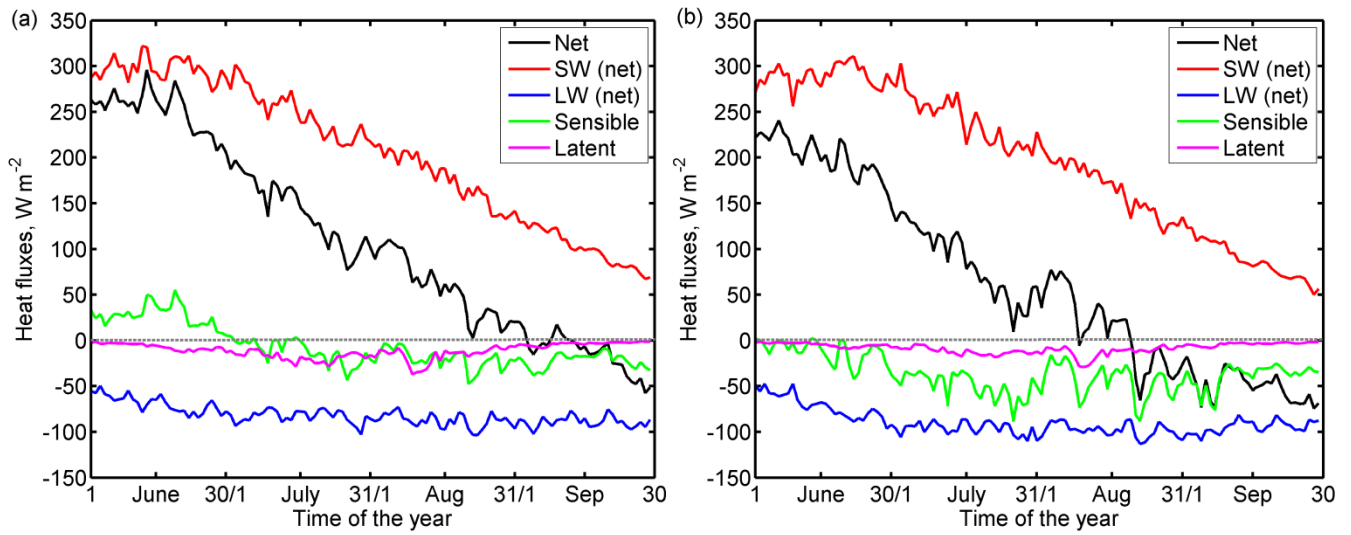 (a)
Heat fluxes, W m-2
350
300
250
200
150
100
50
0
-50
-100
-150
Net
SW (net)
LW (net)
Sensible
Latent
1 June 30/1 July 31/1 Aug 31/1 Sep 30
Time of the year
(b)
Heat fluxes, W m-2
350
300
250
200
150
100
50
0
-50
-100
-150
Net
SW (net)
LW (net)
Sensible
Latent
1 June 30/1 July 31/1 Aug 31/1 Sep 30
Time of the year